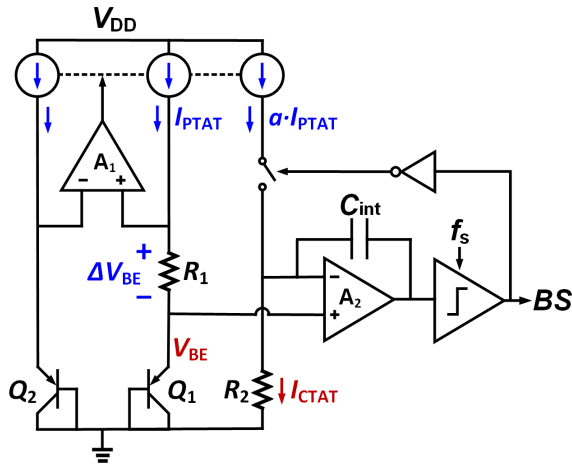 VDD
IPTAT
a·IPTAT
A1
− +
Cint
fs
+
ΔVBE
−
R1
−
A2
+
BS
VBE
Q2
Q1
R2
ICTAT